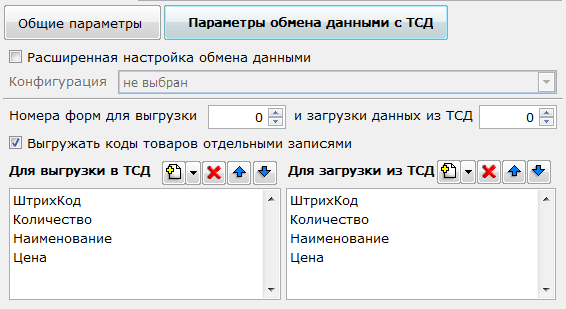 Общие параметры
Параметры обмена данными с ТСД
Расширенная настройка обмена данными
Конфигурация не выбран
Номера форм для выгрузки 0 и загрузки данных из ТСД 0
Выгружать коды товаров отдельными записями
Для выгрузки в ТСД
ШтрихКод
Количество
Наименование
Цена
Для загрузки из ТСД
ШтрихКод
Количество
Наименование
Цена